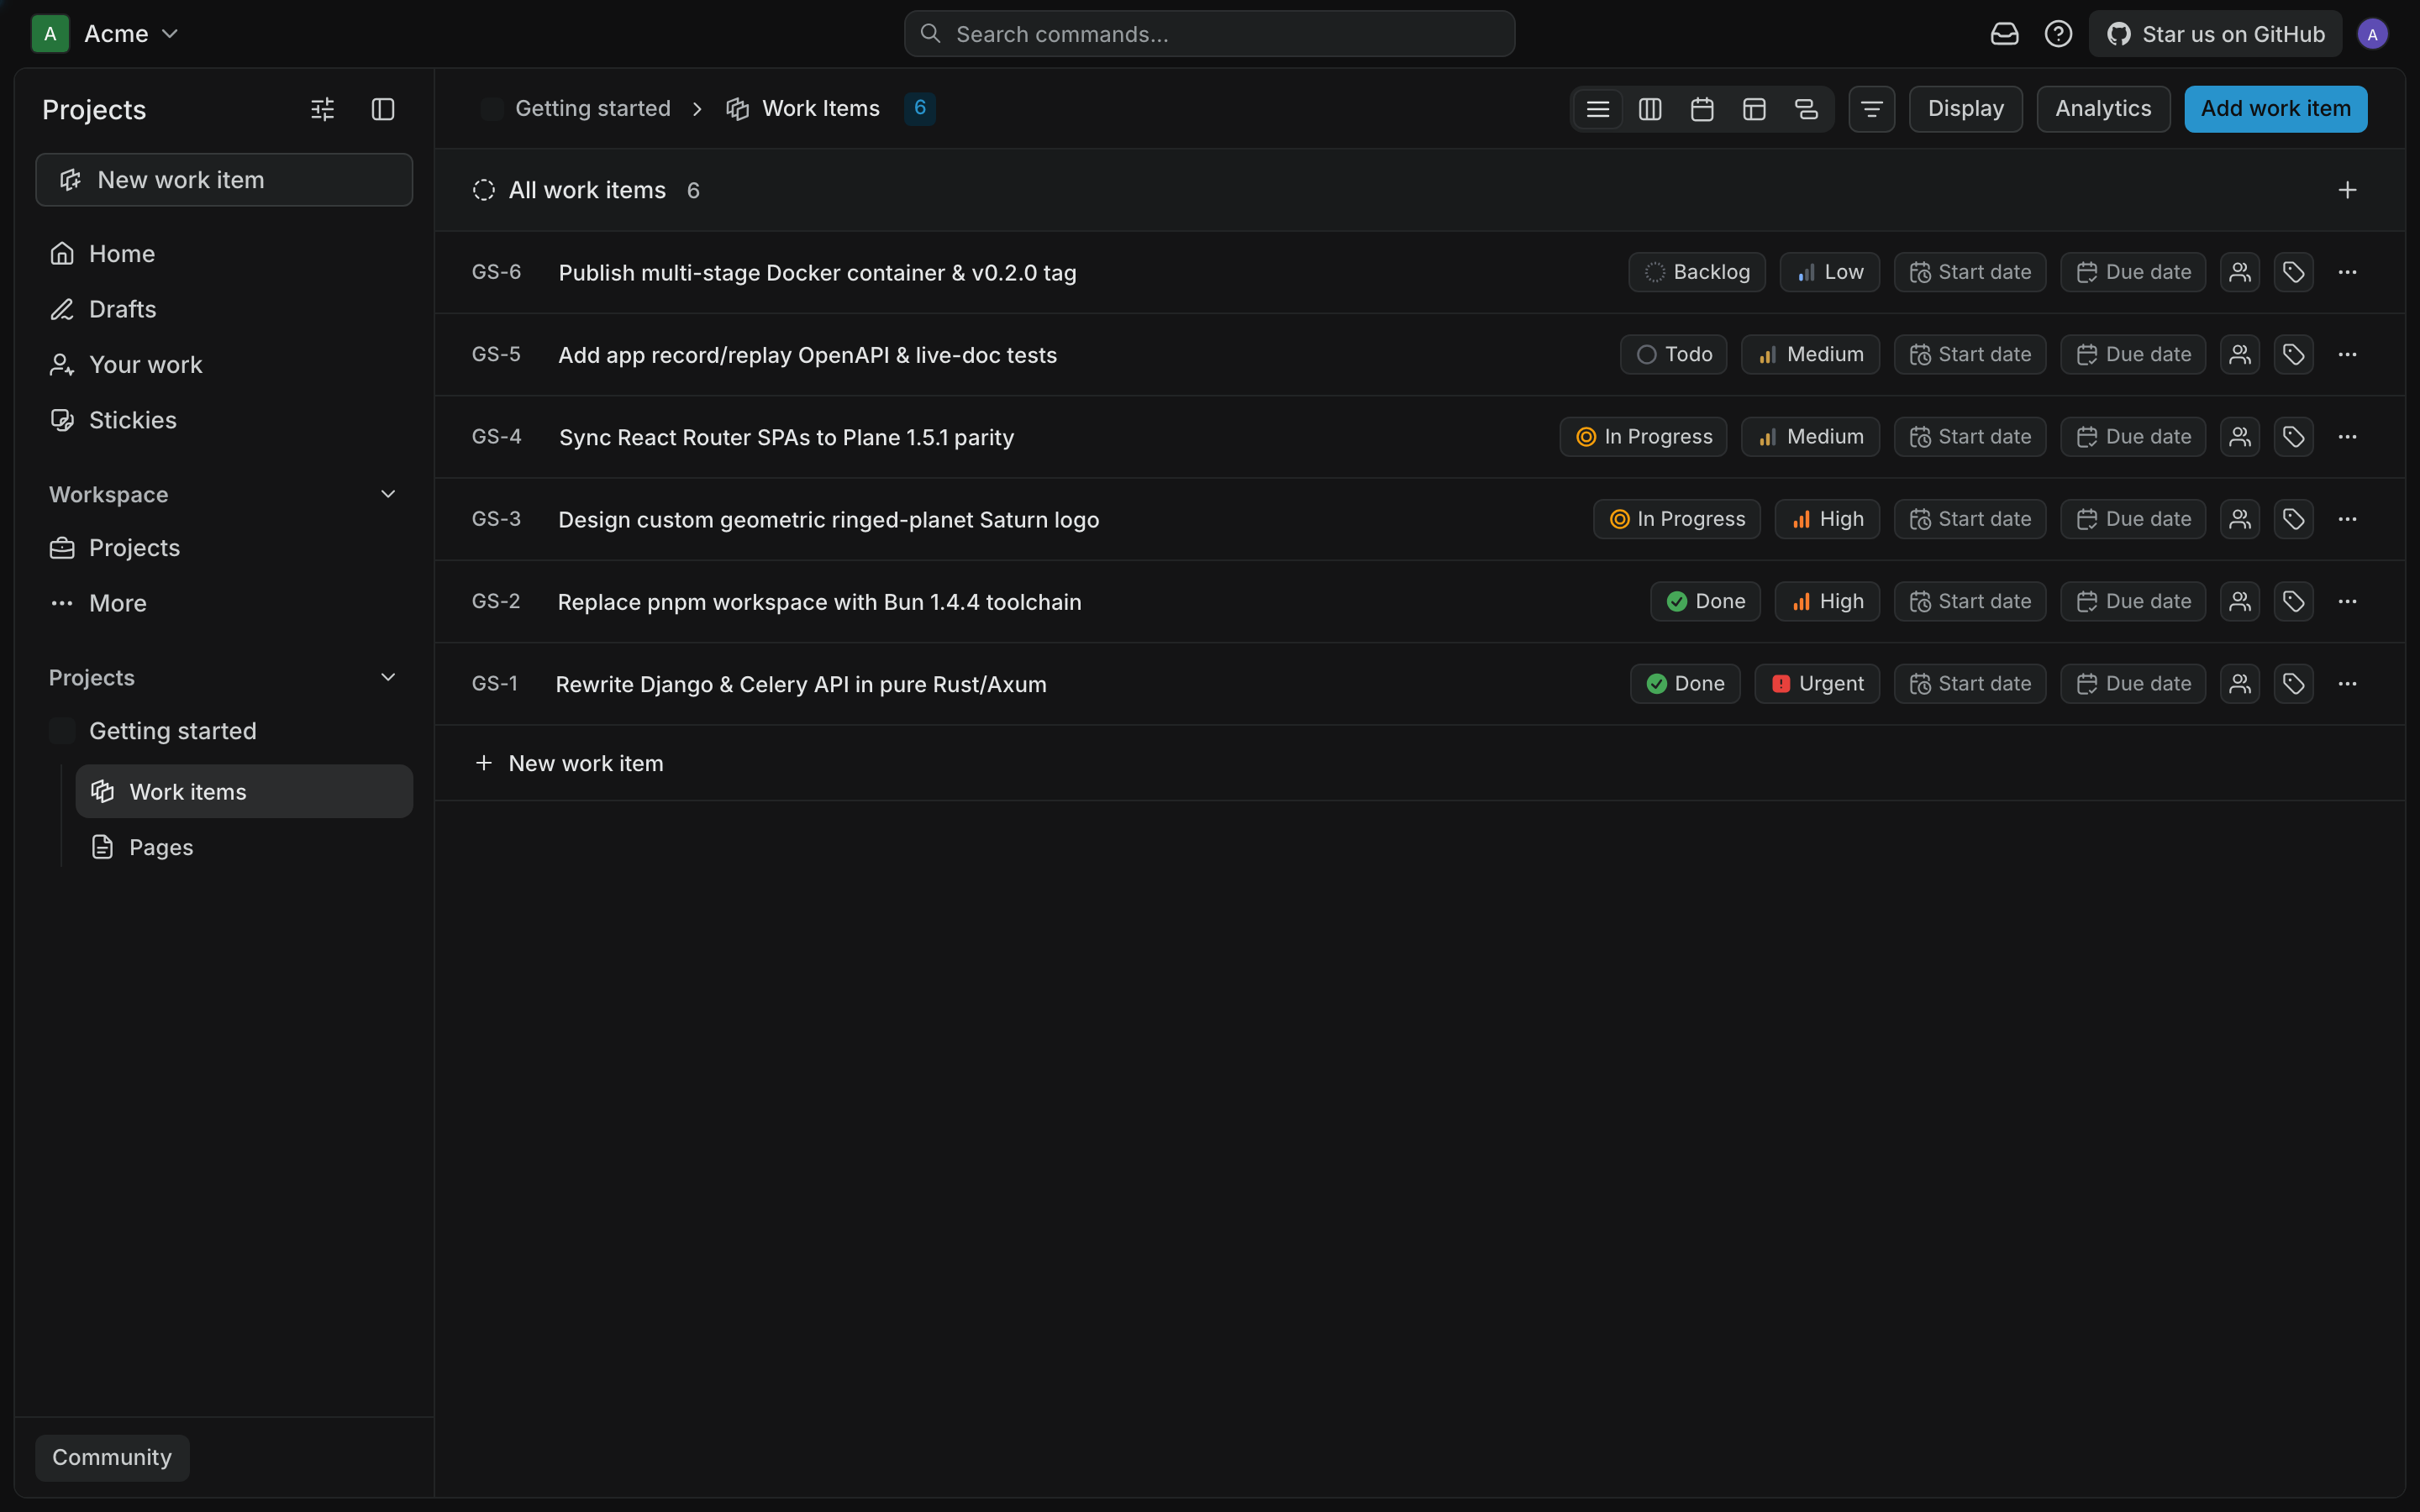 A Acme
Search commands...
Star us on GitHub
A
Projects
New work item
Home
Drafts
Your work
Stickies
Workspace
Projects
More
Projects
Getting started
Work items
Pages
Community
Getting started Work Items 6
Display
Analytics
Add work item
All work items 6
GS-6 Publish multi-stage Docker container & v0.2.0 tag Backlog Low Start date Due date
GS-5 Add app record/replay OpenAPI & live-doc tests Todo Medium Start date Due date
GS-4 Sync React Router SPAs to Plane 1.5.1 parity In Progress Medium Start date Due date
GS-3 Design custom geometric ringed-planet Saturn logo In Progress High Start date Due date
GS-2 Replace pnpm workspace with Bun 1.4.4 toolchain Done High Start date Due date
GS-1 Rewrite Django & Celery API in pure Rust/Axum Done Urgent Start date Due date
New work item